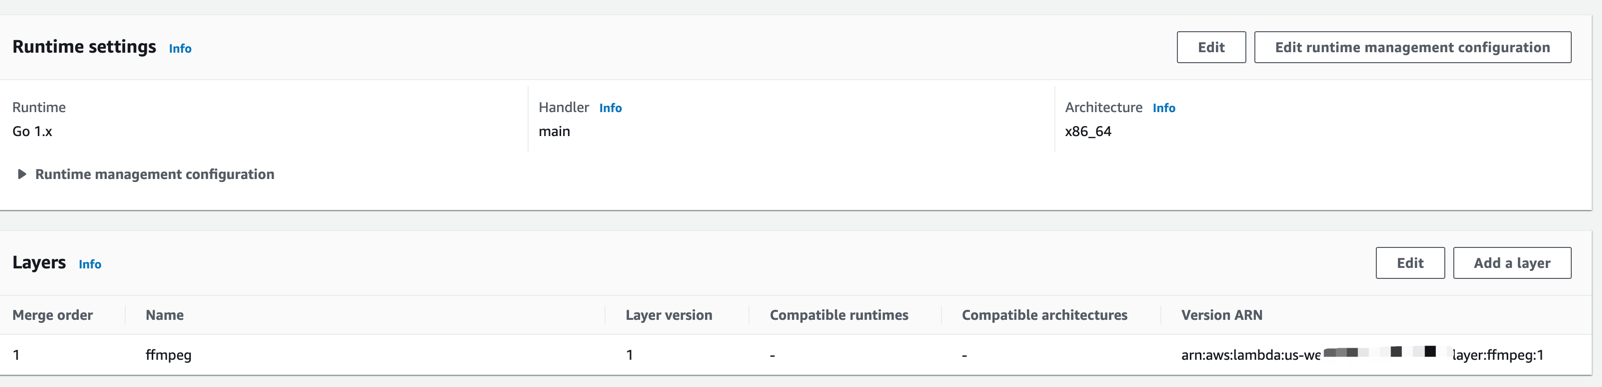 Runtime settings Info Edit Edit runtime management configuration
Runtime Handler Info Architecture Info
Go 1.x main x86_64
Runtime management configuration
Layers Info Edit Add a layer
Merge order Name Layer version Compatible runtimes Compatible architectures Version ARN
1 ffmpeg 1 - - arn:aws:lambda:us-we layer:ffmpeg:1